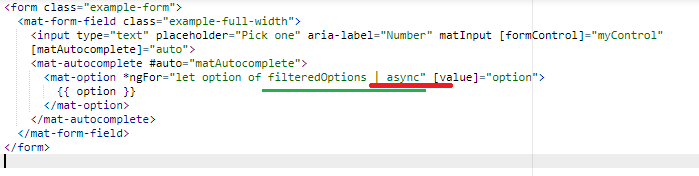 <form class="example-form">
<mat-form-field class="example-full-width">
<input type="text" placeholder="Pick one" aria-label="Number" matInput [formControl]="myControl"
[matAutocomplete]="auto">
<mat-autocomplete #auto="matAutocomplete">
<mat-option *ngFor="let option of filteredOptions | async" [value]="option">
{{ option }}
</mat-option>
</mat-autocomplete>
</mat-form-field>
</form>